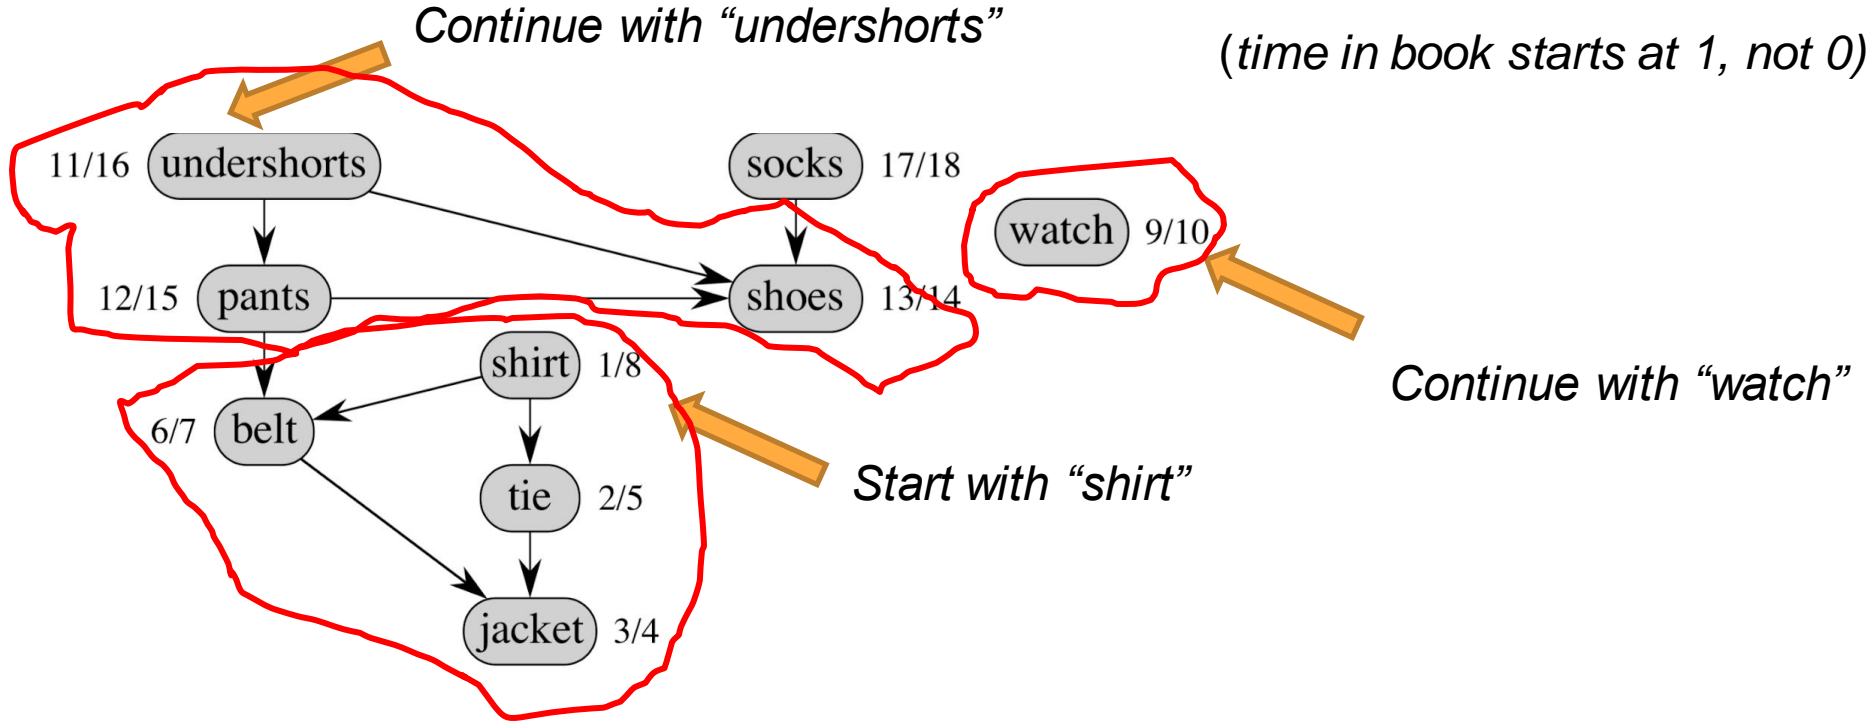 Continue with “undershorts”
(time in book starts at 1, not 0)
11/16 undershorts
socks 17/18
watch 9/10
12/15 pants
shoes 13/14
shirt 1/8
Continue with “watch”
6/7 belt
Start with “shirt”
tie 2/5
jacket 3/4